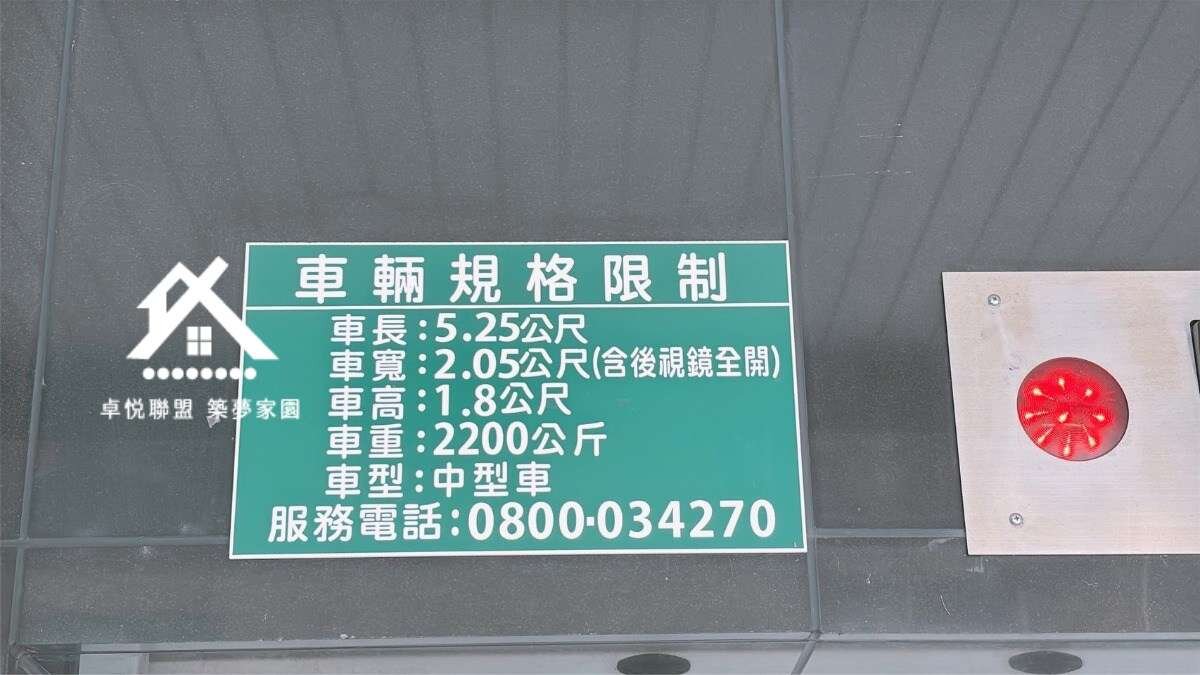 車輛規格限制
車長:5.25公尺
車寬:2.05公尺(含後視鏡全開)
車高:1.8公尺
車重:2200公斤
車型:中型車
服務電話:0800-034270
卓悦聯盟 築夢家園